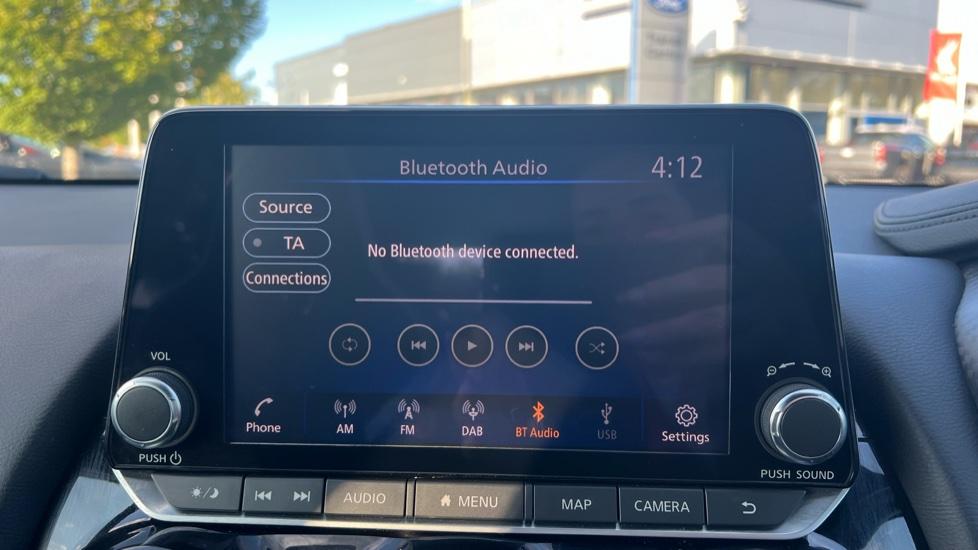 Ford
Bluetooth Audio 4:12
Source
TA
Connections
No Bluetooth device connected.
VOL
PUSH
Phone
AM
FM
DAB
BT Audio
USB
Settings
PUSH SOUND
AUDIO
MENU
MAP
CAMERA